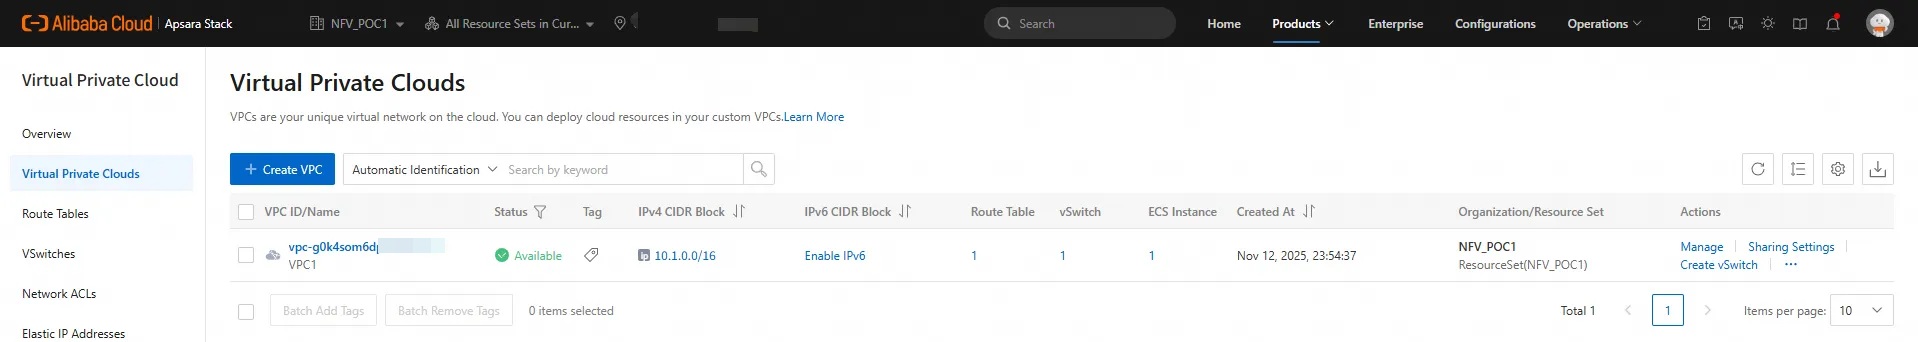 Alibaba Cloud | Apsara Stack NFV_POC1 All Resource Sets in Cur... Search Home Products Enterprise Configurations Operations
Virtual Private Cloud
Overview
Virtual Private Clouds
Route Tables
VSwitches
Network ACLs
Elastic IP Addresses
Virtual Private Clouds
VPCs are your unique virtual network on the cloud. You can deploy cloud resources in your custom VPCs.Learn More
+ Create VPC Automatic Identification Search by keyword
VPC ID/Name Status Tag IPv4 CIDR Block IPv6 CIDR Block Route Table vSwitch ECS Instance Created At Organization/Resource Set Actions
vpc-g0k4som6d Available 10.1.0.0/16 Enable IPv6 1 1 1 Nov 12, 2025, 23:54:37 NFV_POC1 Manage Sharing Settings
VPC1 ResourceSet(NFV_POC1) Create vSwitch ...
Batch Add Tags Batch Remove Tags 0 items selected Total 1 1 Items per page: 10